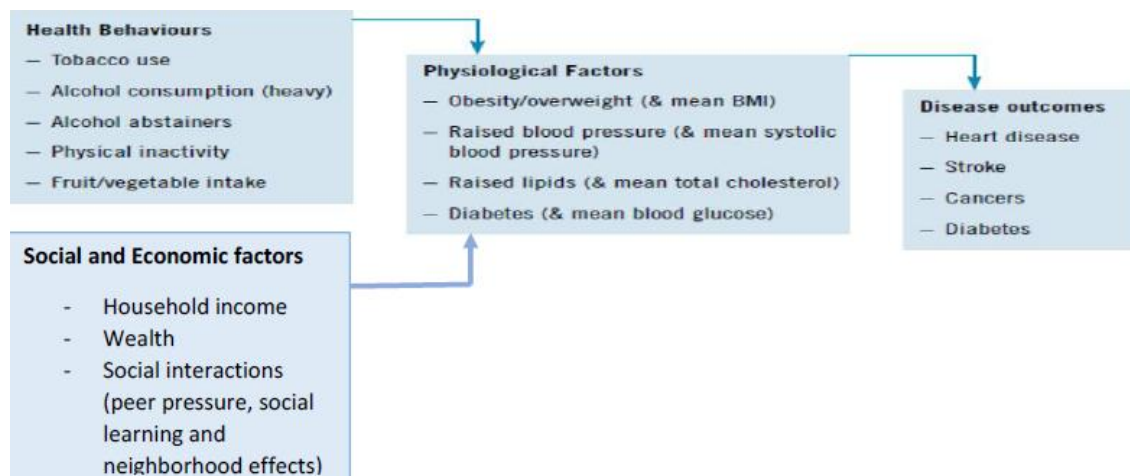 Health Behaviours
— Tobacco use
— Alcohol consumption (heavy)
— Alcohol abstainers
— Physical inactivity
— Fruit/vegetable intake
Social and Economic factors
- Household income
- Wealth
- Social interactions
(peer pressure, social
learning and
neighborhood effects)
Physiological Factors
— Obesity/overweight (& mean BMI)
— Raised blood pressure (& mean systolic
blood pressure)
— Raised lipids (& mean total cholesterol)
— Diabetes (& mean blood glucose)
Disease outcomes
— Heart disease
— Stroke
— Cancers
— Diabetes